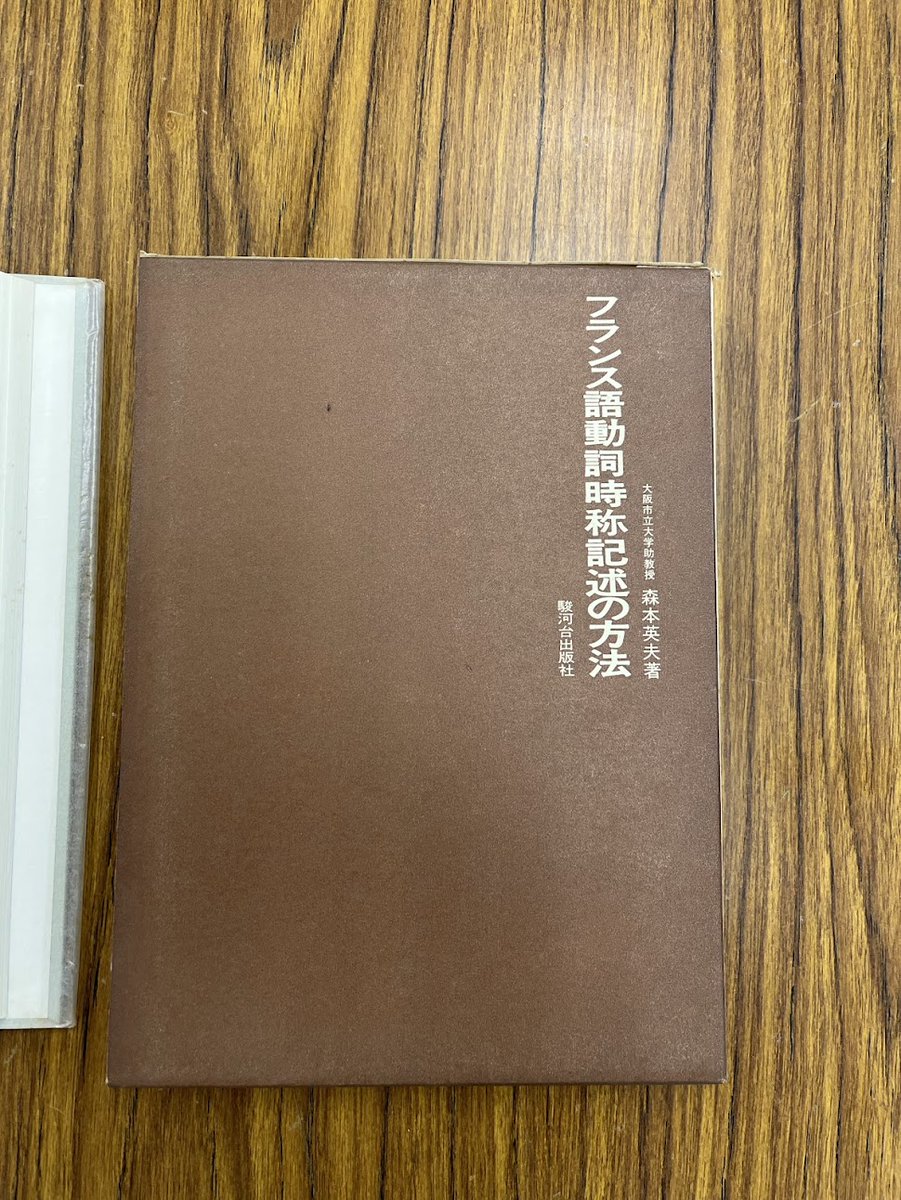 大阪市立大学助教授 森本英夫著
フランス語動詞時称記述の方法
駿河台出版社